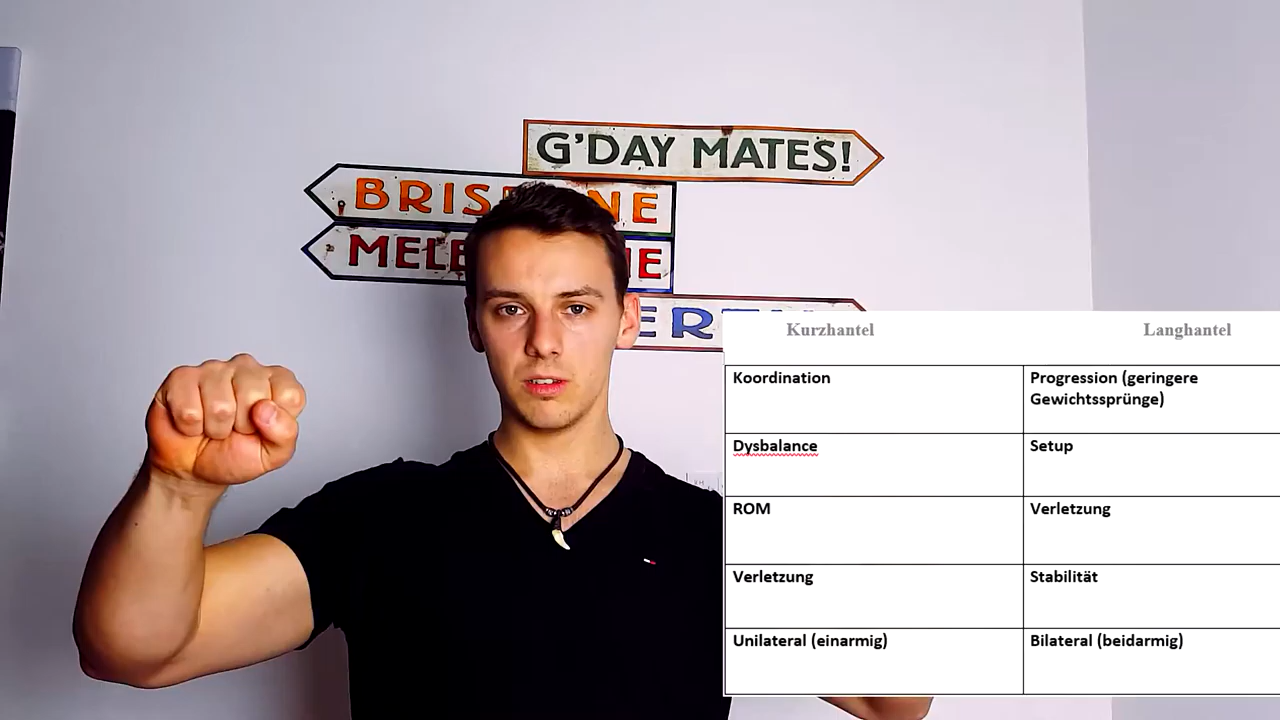 G'DAY MATES!
Kurzhantel
Langhantel
Koordination
Progression (geringere
Gewichtssprünge)
Dysbalance
Setup
ROM
Verletzung
Verletzung
Stabilität
Unilateral (einarmig)
Bilateral (beidarmig)